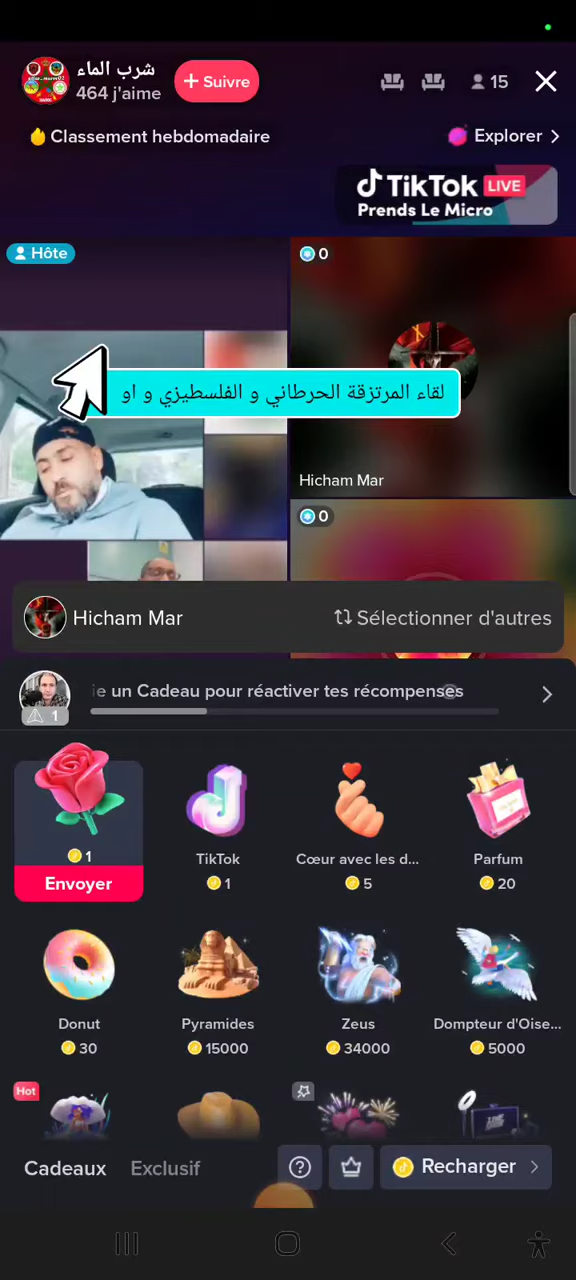 شرب الماء
464 j'aime
+ Suivre
15
Classement hebdomadaire
Explorer
TikTok LIVE
Prends Le Micro
Hôte
0
لقاء المرتزقة الحرطاني و الفلسطيزي و او
Hicham Mar
0
Hicham Mar
Sélectionner d'autres
ie un Cadeau pour réactiver tes récompenses
1
1
Envoyer
TikTok
1
Cœur avec les d...
5
Parfum
20
Donut
30
Pyramides
15000
Zeus
34000
Dompteur d'Oise...
5000
Hot
Cadeaux
Exclusif
Recharger